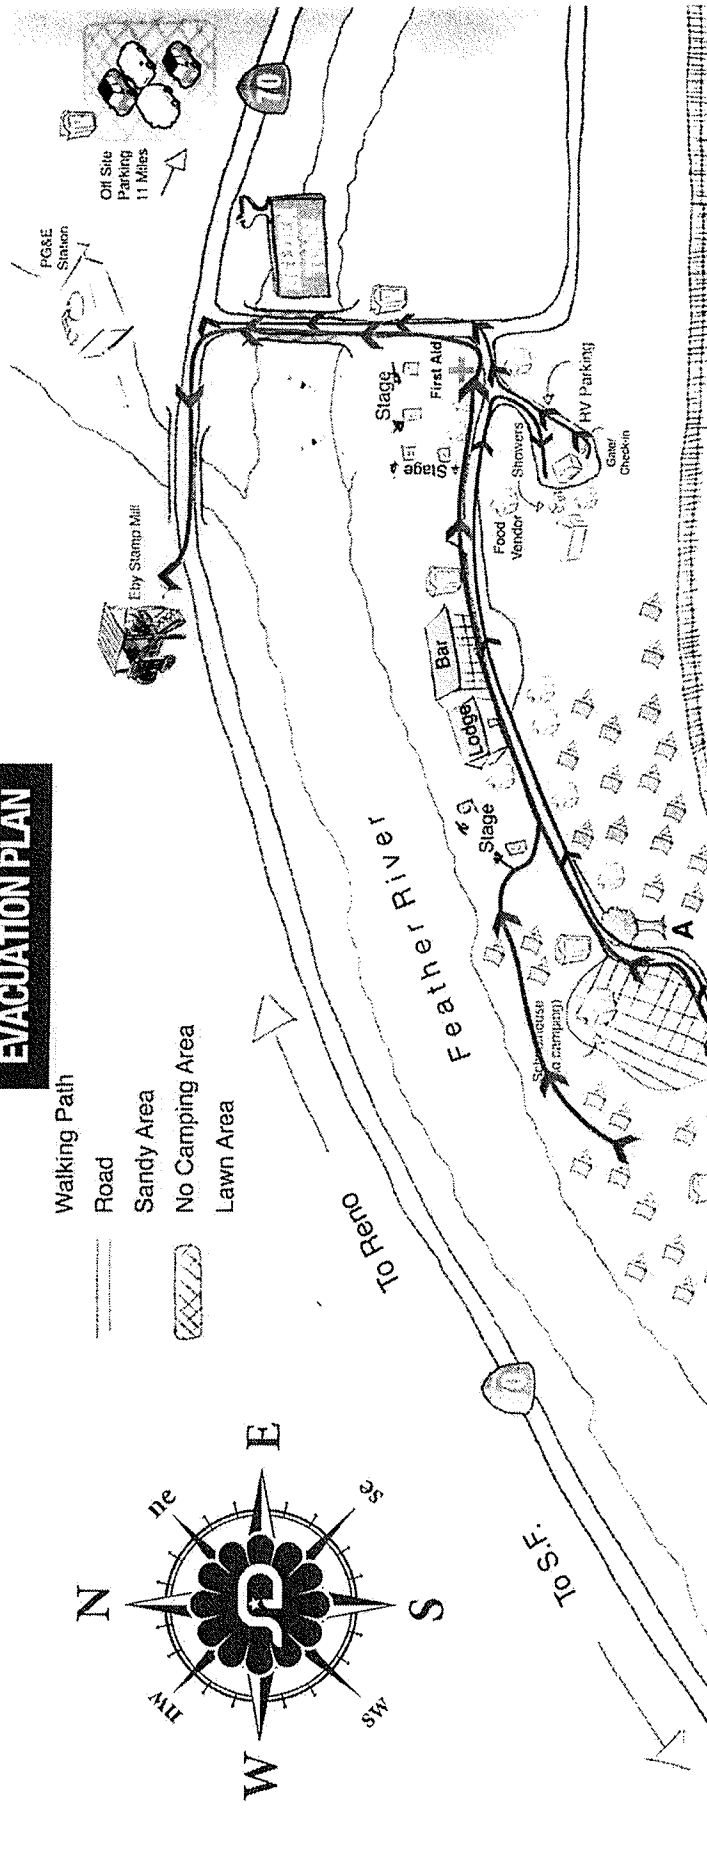 EVACUATION PLAN
Walking Path
Road
Sandy Area
No Camping Area
Lawn Area
N
ne
E
se
S
sw
W
nw
To S.F.
To Reno
70
Feather River
Eby Stamp Mill
PG&E
Station
Off Site
Parking
11 Miles
70
Stage
Stage
First Aid
RV Parking
Showers
Gate/
Check-in
Food
Vendor
Bar
Lodge
Stage
A